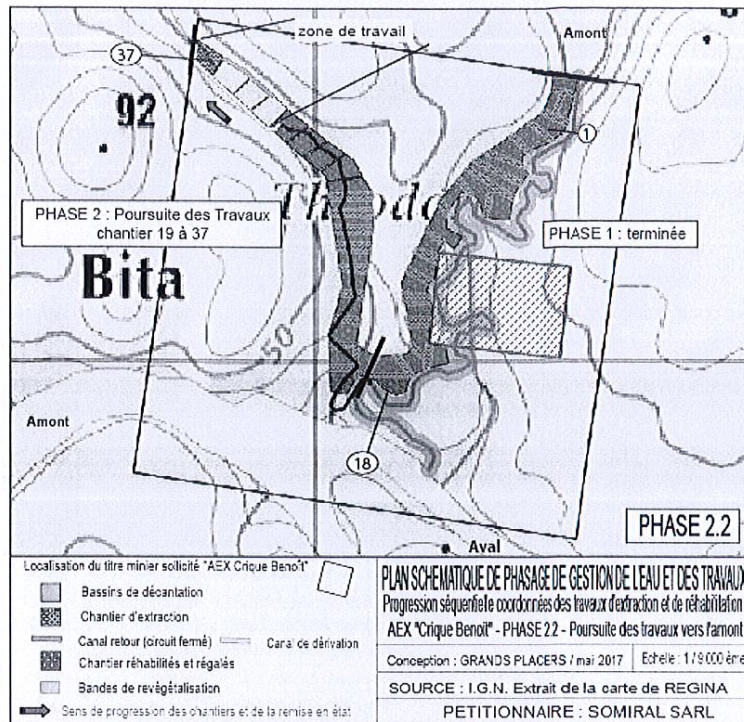 zone de travail
Amont
37
92
1
PHASE 2 : Poursuite des Travaux
chantier 19 à 37
PHASE 1 : terminée
Bita
50
Amont
18
PHASE 2.2
Aval
Localisation du titre minier sollicité "AEX Crique Benoît"
Bassins de décantation
Chantier d'extraction
Canal retour (circuit fermé)
Canal de dérivation
Chantier réhabilités et régalés
Bandes de revégétalisation
Sens de progression des chantiers et de la remise en état
PLAN SCHEMATIQUE DE PHASAGE DE GESTION DE L'EAU ET DES TRAVAUX
Progression séquentielle coordonnées des travaux d'extraction et de réhabilitation
AEX "Crique Benoit" - PHASE 2.2 - Poursuite des travaux vers l'amont
Conception : GRANDS PLACERS / mai 2017
Echelle : 1 / 9 000 ème
SOURCE : I.G.N. Extrait de la carte de REGINA
PETITIONNAIRE : SOMIRAL SARL